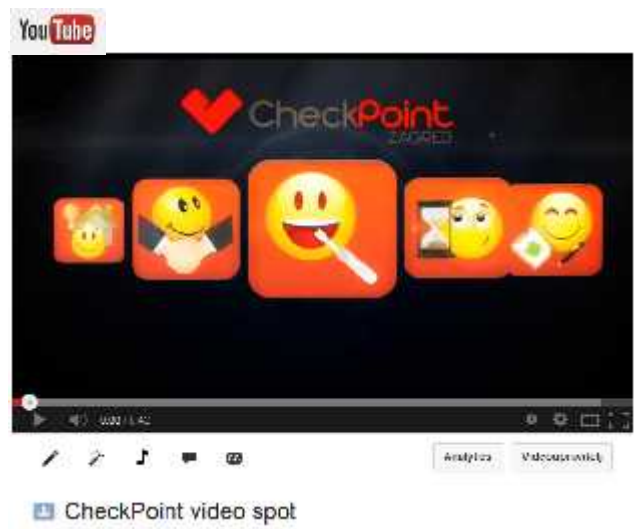 YouTube
CheckPoint
ZAGREB
Analytics
CheckPoint video spot